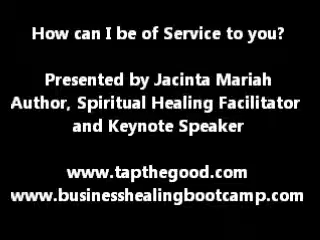 How can I be of Service to you?
Presented by Jacinta Mariah
Author, Spiritual Healing Facilitator
and Keynote Speaker
www.tapthegood.com
www.businesshealingbootcamp.com